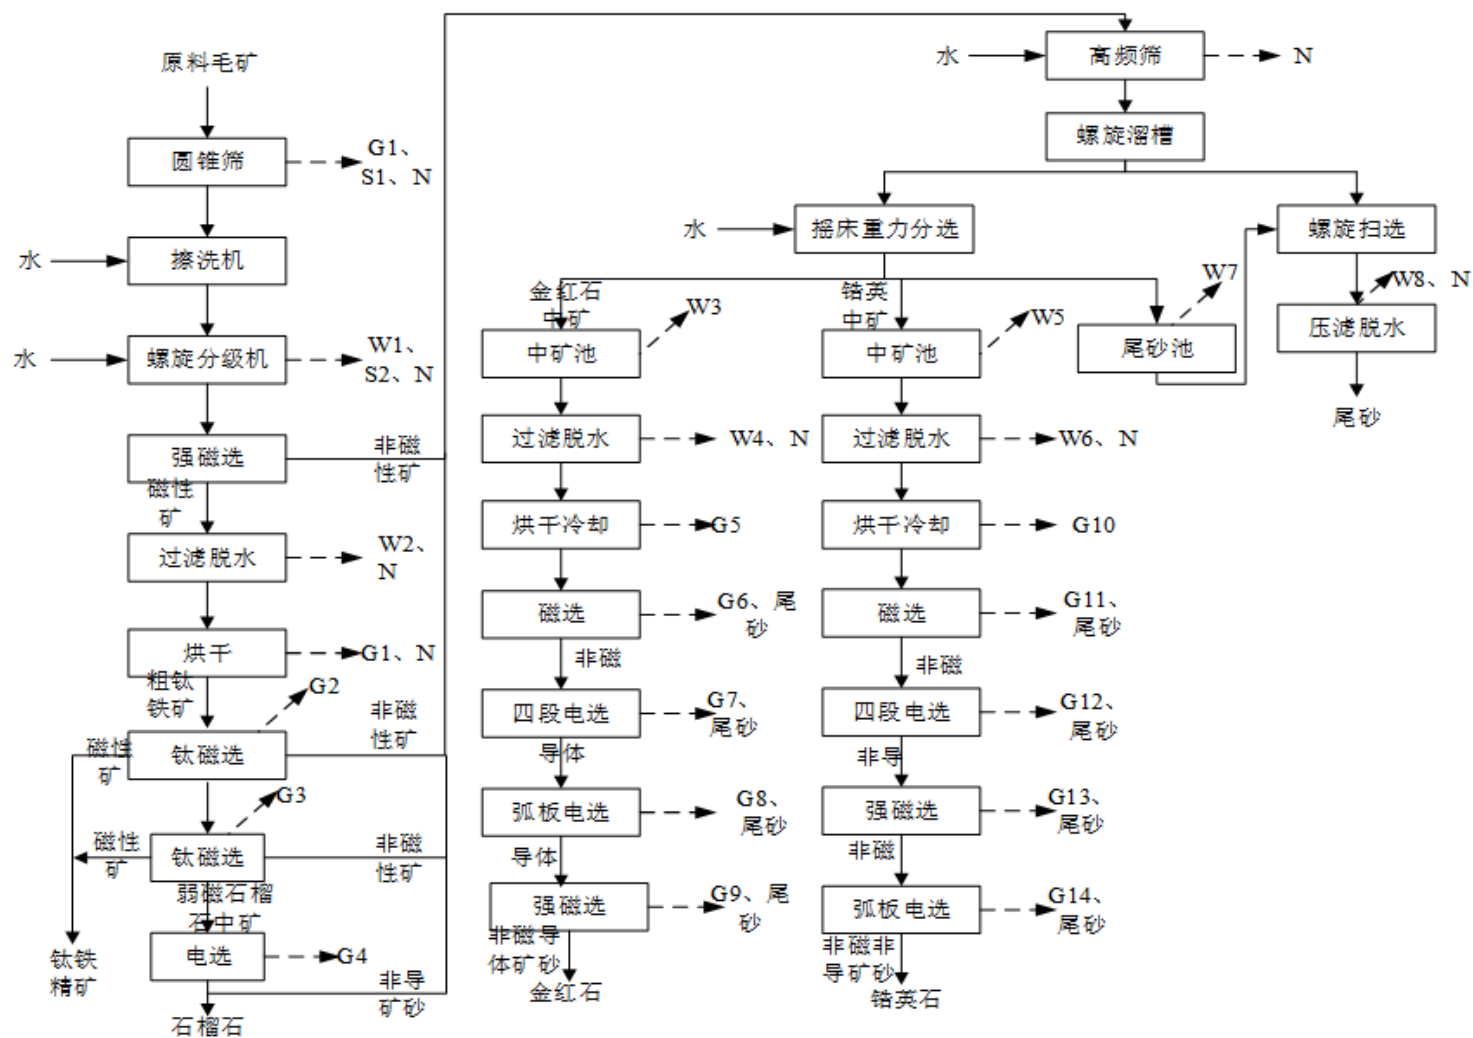 原料毛矿
圆锥筛
G1、
S1、N
水
擦洗机
水
螺旋分级机
W1、
S2、N
强磁选
非磁
性矿
磁性
矿
过滤脱水
W2、
N
烘干
G1、N
粗钛
铁矿
G2
非磁
性矿
磁性
矿
钛磁选
G3
磁性
矿
钛磁选
非磁
性矿
弱磁石榴
石中矿
钛铁
精矿
电选
G4
非导
矿砂
石榴石
水
高频筛
N
螺旋溜槽
水
摇床重力分选
螺旋扫选
金红石
中矿
W3
中矿池
过滤脱水
W4、N
烘干冷却
G5
磁选
G6、尾
砂
非磁
四段电选
G7、
尾砂
导体
弧板电选
G8、
尾砂
导体
强磁选
G9、尾
砂
非磁导
体矿砂
金红石
锆英
中矿
W5
中矿池
过滤脱水
W6、N
烘干冷却
G10
磁选
G11、
尾砂
非磁
四段电选
G12、
尾砂
非导
强磁选
G13、
尾砂
非磁
弧板电选
G14、
尾砂
非磁非
导矿砂
锆英石
W7
尾砂池
W8、N
压滤脱水
尾砂